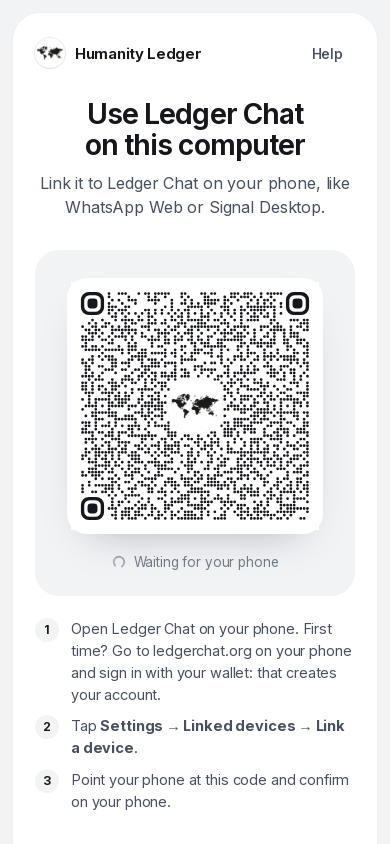 Humanity Ledger
Help
Use Ledger Chat
on this computer
Link it to Ledger Chat on your phone, like
WhatsApp Web or Signal Desktop.
Waiting for your phone
1
Open Ledger Chat on your phone. First
time? Go to ledgerchat.org on your phone
and sign in with your wallet: that creates
your account.
2
Tap Settings → Linked devices → Link
a device.
3
Point your phone at this code and confirm
on your phone.